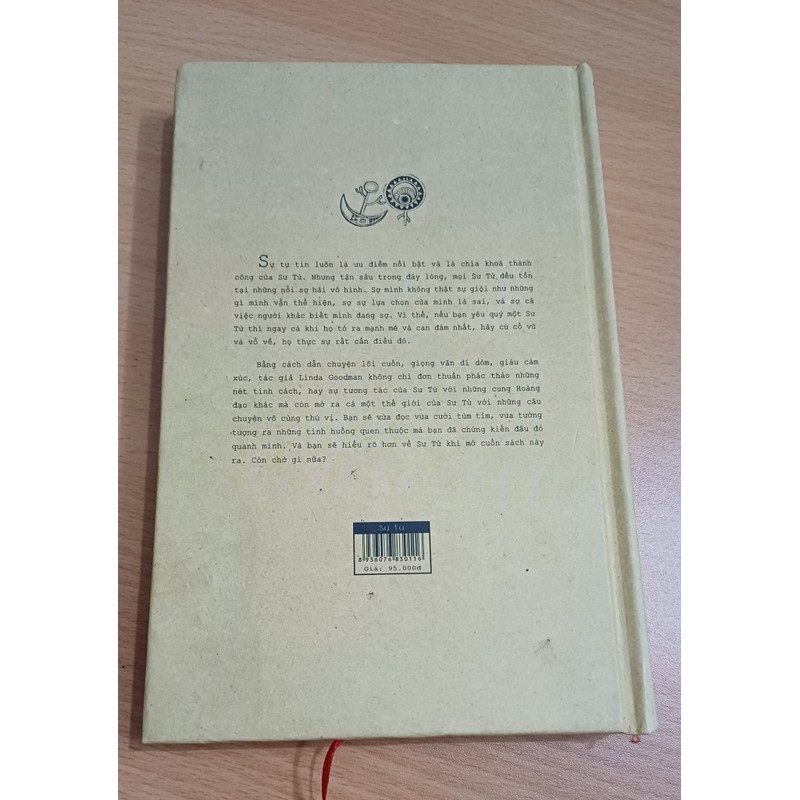 Sự tự tin luôn là ưu điểm nổi bật và là chìa khoá thành
công của Sư Tử. Nhưng tận sâu trong đáy lòng, mọi Sư Tử đều tồn
tại những nỗi sợ hãi vô hình. Sợ mình không thật sự giỏi như những
gì mình vẫn thể hiện, sợ sự lựa chọn của mình là sai, và sợ cả
việc người khác biết mình đang sợ. Vì thế, nếu bạn yêu quý một Sư
Tử thì ngay cả khi họ tỏ ra mạnh mẽ và can đảm nhất, hãy cứ cổ vũ
và vỗ về, họ thực sự rất cần điều đó.
Bằng cách dẫn chuyện lôi cuốn, giọng văn dí dỏm, giàu cảm
xúc, tác giả Linda Goodman không chỉ đơn thuần phác thảo những
nét tính cách, hay sự tương tác của Sư Tử với những cung Hoàng
đạo khác mà còn mở ra cả một thế giới của Sư Tử với những câu
chuyện vô cùng thú vị. Bạn sẽ vừa đọc vừa cười tủm tỉm, vừa tưởng
tượng ra những tình huống quen thuộc mà bạn đã chứng kiến đâu đó
quanh mình. Và bạn sẽ hiểu rõ hơn về Sư Tử khi mở cuốn sách này
ra. Còn chờ gì nữa?
Sư Tử
8 936076 830116
Giá: 95.000đ